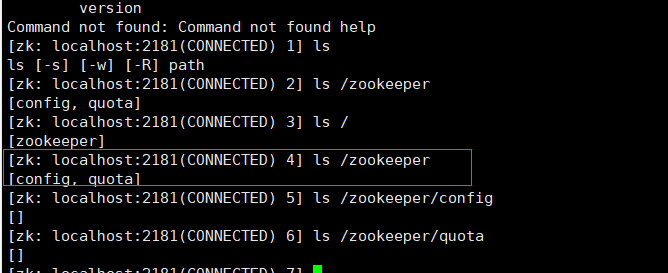 version
Command not found: Command not found help
[zk: localhost:2181(CONNECTED) 1] ls
ls [-s] [-w] [-R] path
[zk: localhost:2181(CONNECTED) 2] ls /zookeeper
[config, quota]
[zk: localhost:2181(CONNECTED) 3] ls /
[zookeeper]
[zk: localhost:2181(CONNECTED) 4] ls /zookeeper
[config, quota]
[zk: localhost:2181(CONNECTED) 5] ls /zookeeper/config
[]
[zk: localhost:2181(CONNECTED) 6] ls /zookeeper/quota
[]
[zk: localhost:2181(CONNECTED) 7]